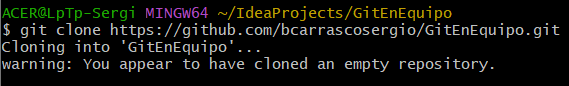 ACER@LpTp-Sergi MINGW64 ~/IdeaProjects/GitEnEquipo
$ git clone https://github.com/bcarrascosergio/GitEnEquipo.git
Cloning into 'GitEnEquipo'...
warning: You appear to have cloned an empty repository.